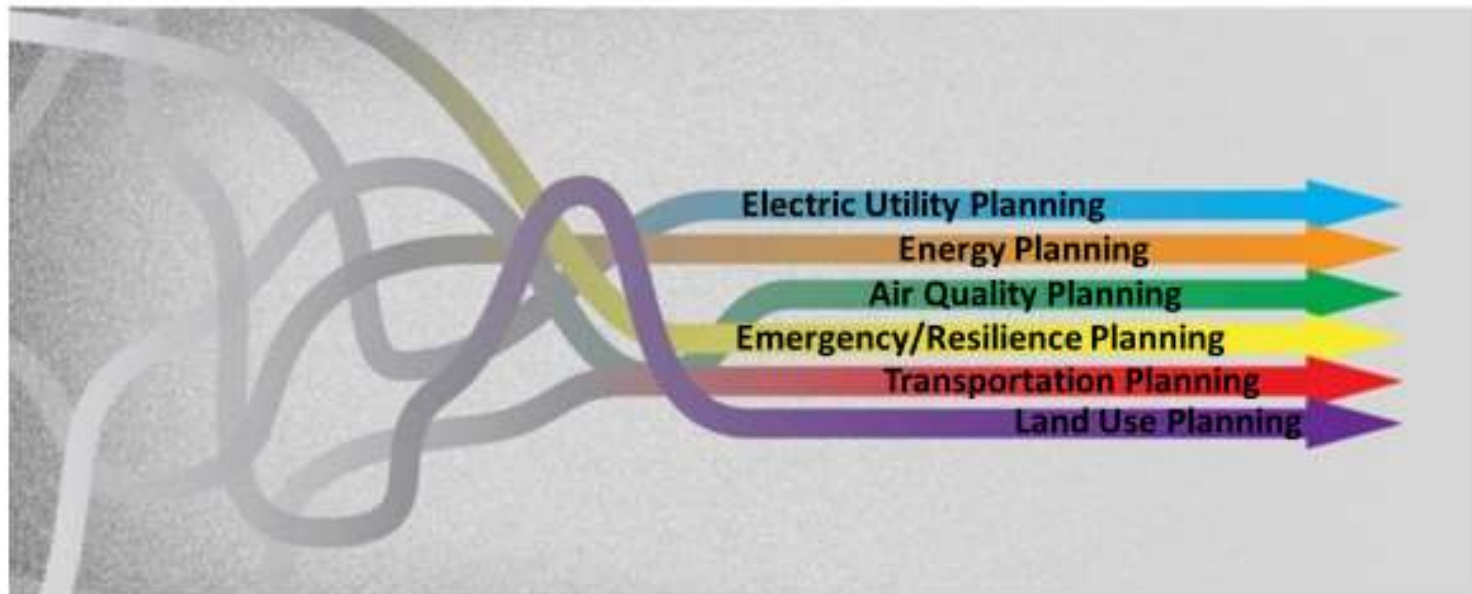 Electric Utility Planning
Energy Planning
Air Quality Planning
Emergency/Resilience Planning
Transportation Planning
Land Use Planning